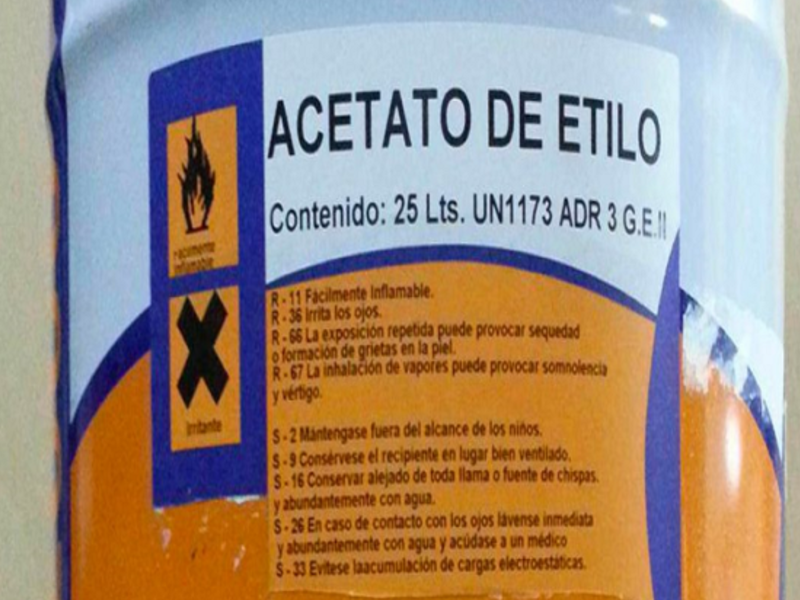 ACETATO DE ETILO
Contenido: 25 Lts. UN1173 ADR 3 G.E.II
Fácilmente
inflamable
Irritante
R - 11 Fácilmente Inflamable.
R - 36 Irrita los ojos.
R - 66 La exposición repetida puede provocar sequedad
o formación de grietas en la piel.
R - 67 La inhalación de vapores puede provocar somnolencia
y vértigo.
S - 2 Manténgase fuera del alcance de los niños.
S - 9 Consérvese el recipiente en lugar bien ventilado.
S - 16 Conservar alejado de toda llama o fuente de chispas.
y abundantemente con agua.
S - 26 En caso de contacto con los ojos lávense inmediata
y abundantemente con agua y acúdase a un médico
S - 33 Evítese laacumulación de cargas electroestáticas.